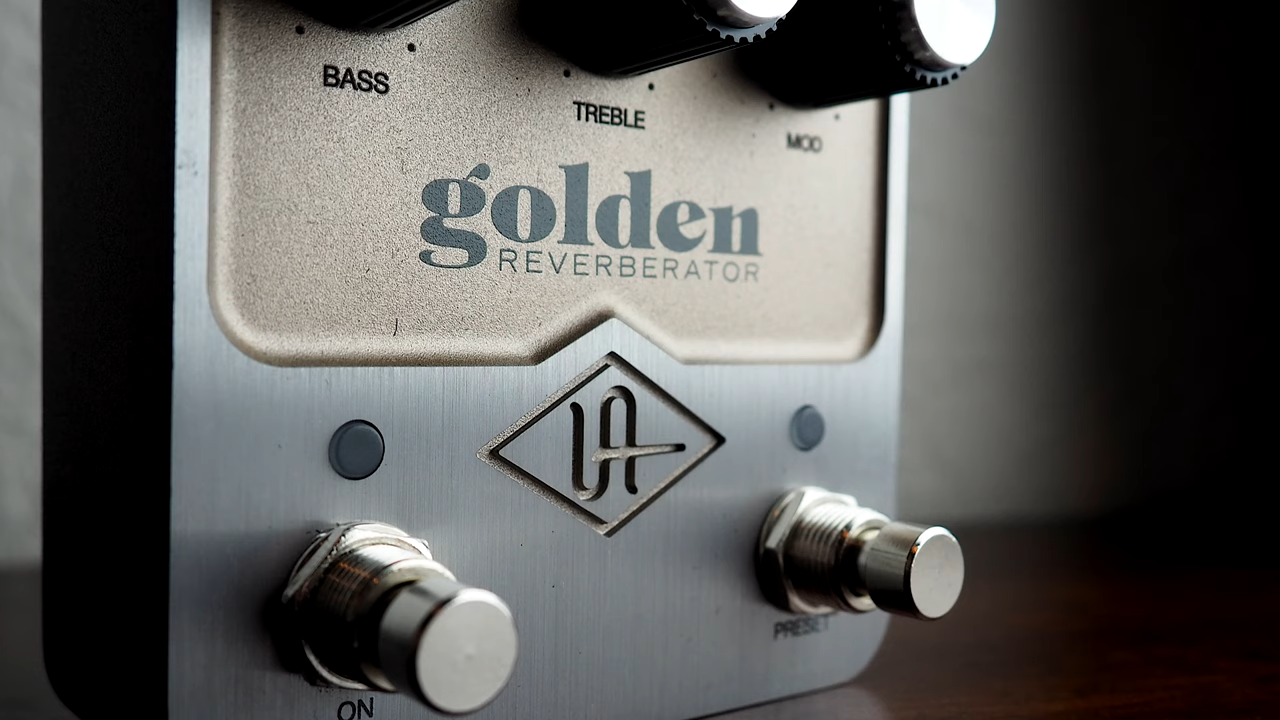 BASS
TREBLE
MOD
golden
REVERBERATOR
UA
PRESET
ON